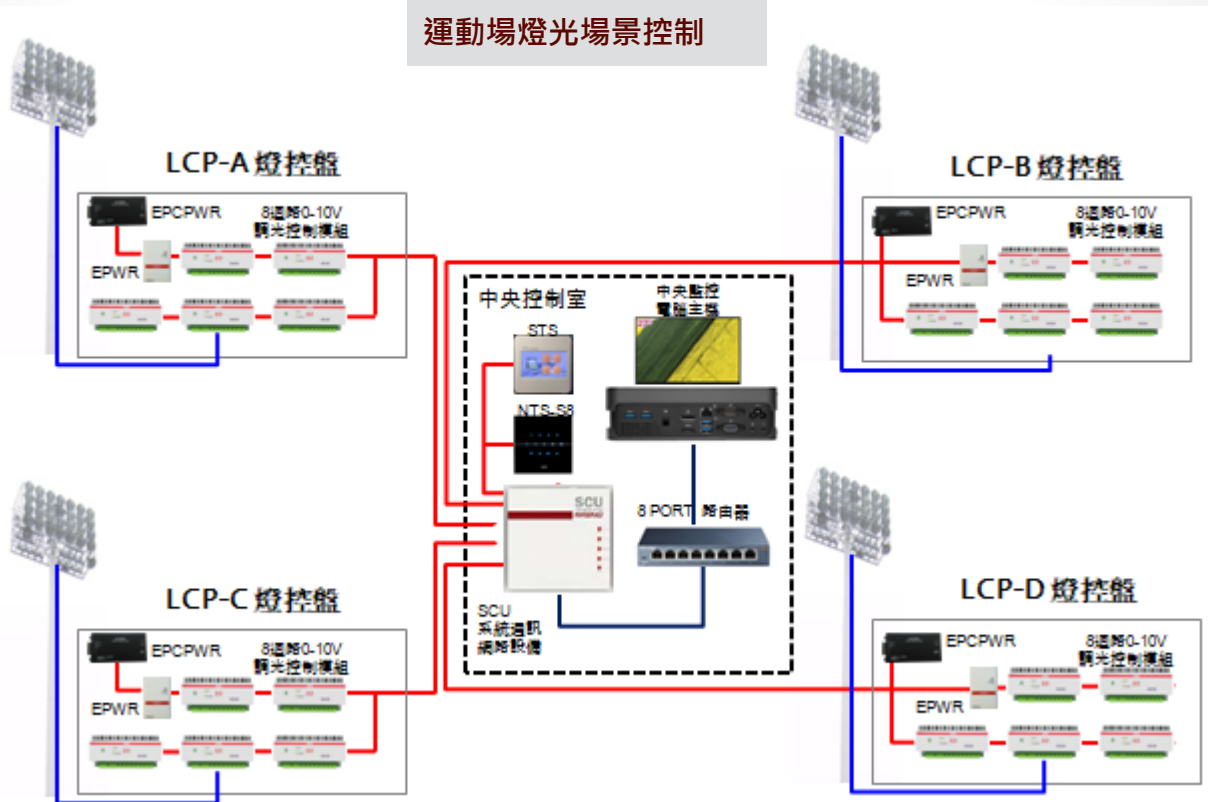 運動場燈光場景控制
LCP-A 燈控盤
EPCPWR
8迴路0-10V
調光控制模組
EPWR
LCP-B 燈控盤
EPCPWR
8迴路0-10V
調光控制模組
EPWR
中央控制室
中央監控
電腦主機
STS
NTS-S8
SCU
8 PORT 路由器
SCU
系統通訊
網路設備
LCP-C 燈控盤
EPCPWR
8迴路0-10V
調光控制模組
EPWR
LCP-D 燈控盤
EPCPWR
8迴路0-10V
調光控制模組
EPWR